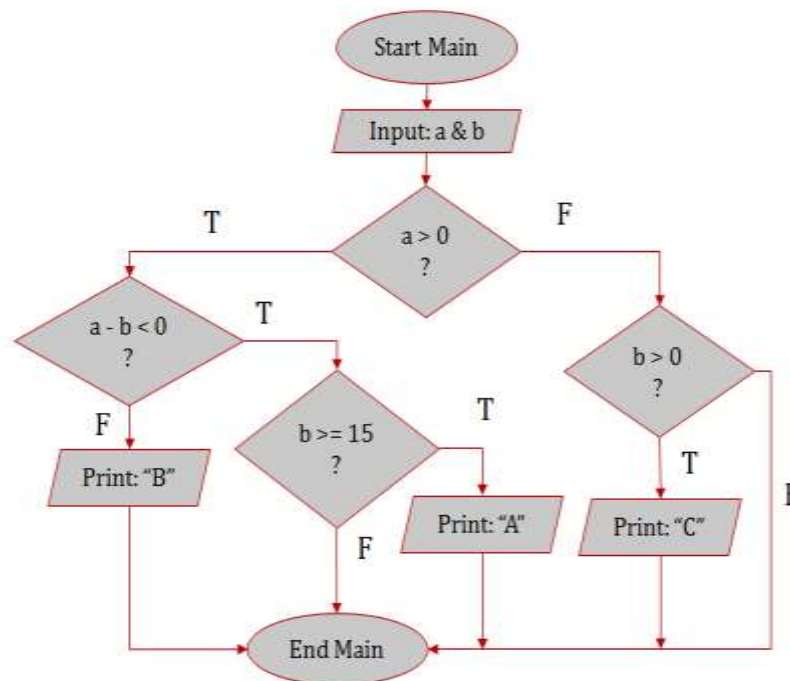 Start Main
Input: a & b
a > 0
?
T
F
a - b < 0
?
T
F
b > 0
?
b >= 15
?
T
F
T
Print: "B"
Print: "A"
Print: "C"
End Main